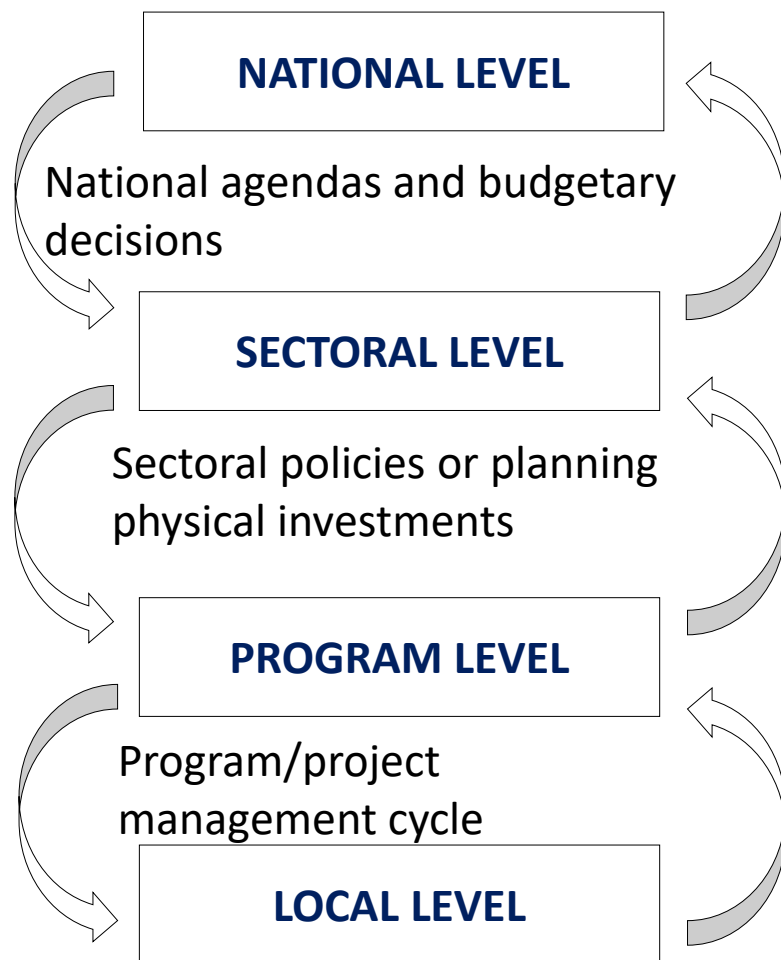 NATIONAL LEVEL
National agendas and budgetary
decisions
SECTORAL LEVEL
Sectoral policies or planning
physical investments
PROGRAM LEVEL
Program/project
management cycle
LOCAL LEVEL